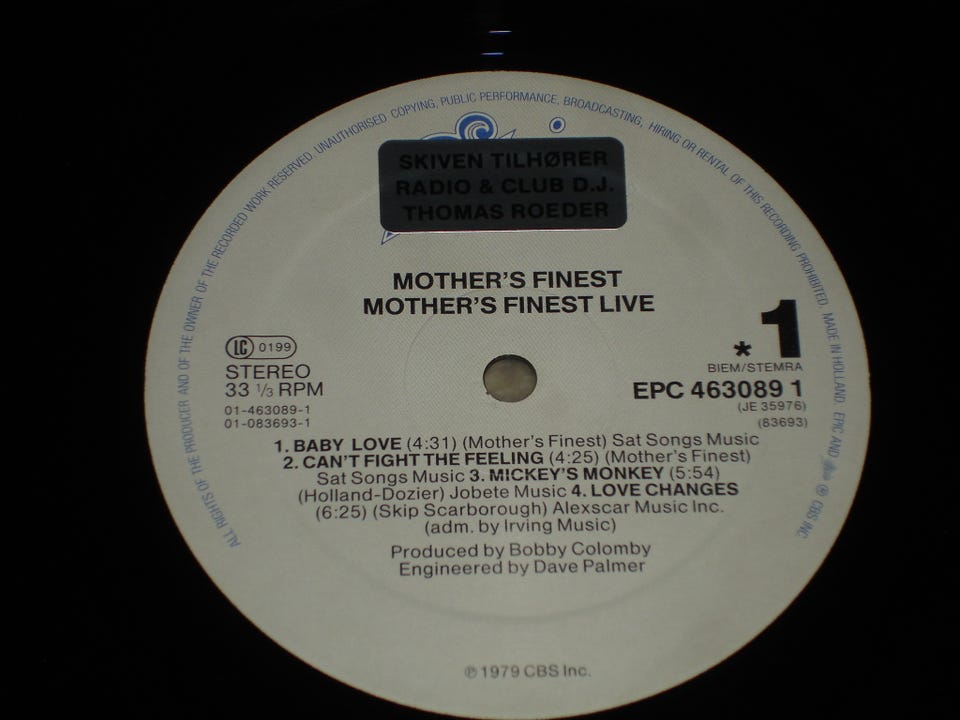 ALL RIGHTS OF THE PRODUCER AND OF THE OWNER OF THE RECORDED WORK RESERVED. UNAUTHORISED COPYING, PUBLIC PERFORMANCE, BROADCASTING, HIRING OR RENTAL OF THIS RECORDING PROHIBITED. MADE IN HOLLAND. EPIC AND ℗ CBS INC
SKIVEN TILHØRER
RADIO & CLUB D.J.
THOMAS ROEDER
MOTHER'S FINEST
MOTHER'S FINEST LIVE
LC 0199
STEREO
33 1/3 RPM
01-463089-1
01-083693-1
* 1
BIEM/STEMRA
EPC 463089 1
(JE 35976)
(83693)
1. BABY LOVE (4:31) (Mother's Finest) Sat Songs Music
2. CAN'T FIGHT THE FEELING (4:25) (Mother's Finest)
Sat Songs Music 3. MICKEY'S MONKEY (5:54)
(Holland-Dozier) Jobete Music 4. LOVE CHANGES
(6:25) (Skip Scarborough) Alexscar Music Inc.
(adm. by Irving Music)
Produced by Bobby Colomby
Engineered by Dave Palmer
℗ 1979 CBS Inc.